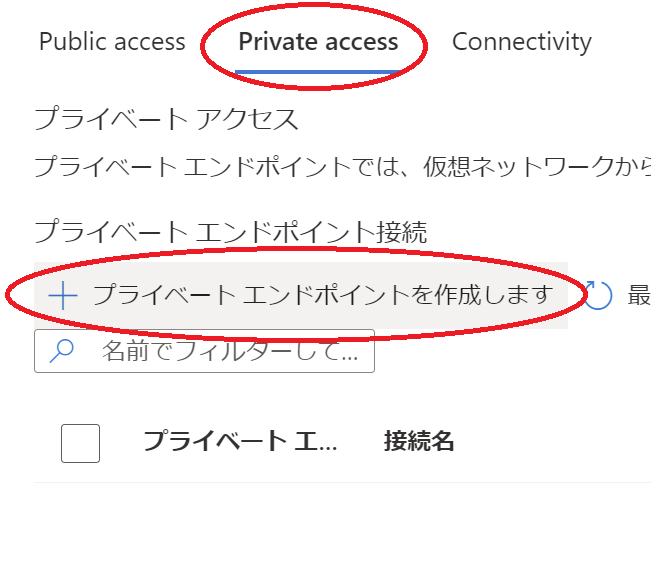 Public access Private access Connectivity
プライベート アクセス
プライベート エンドポイントでは、仮想ネットワークから
プライベート エンドポイント接続
プライベート エンドポイントを作成します 最
名前でフィルターして...
プライベート エ... 接続名